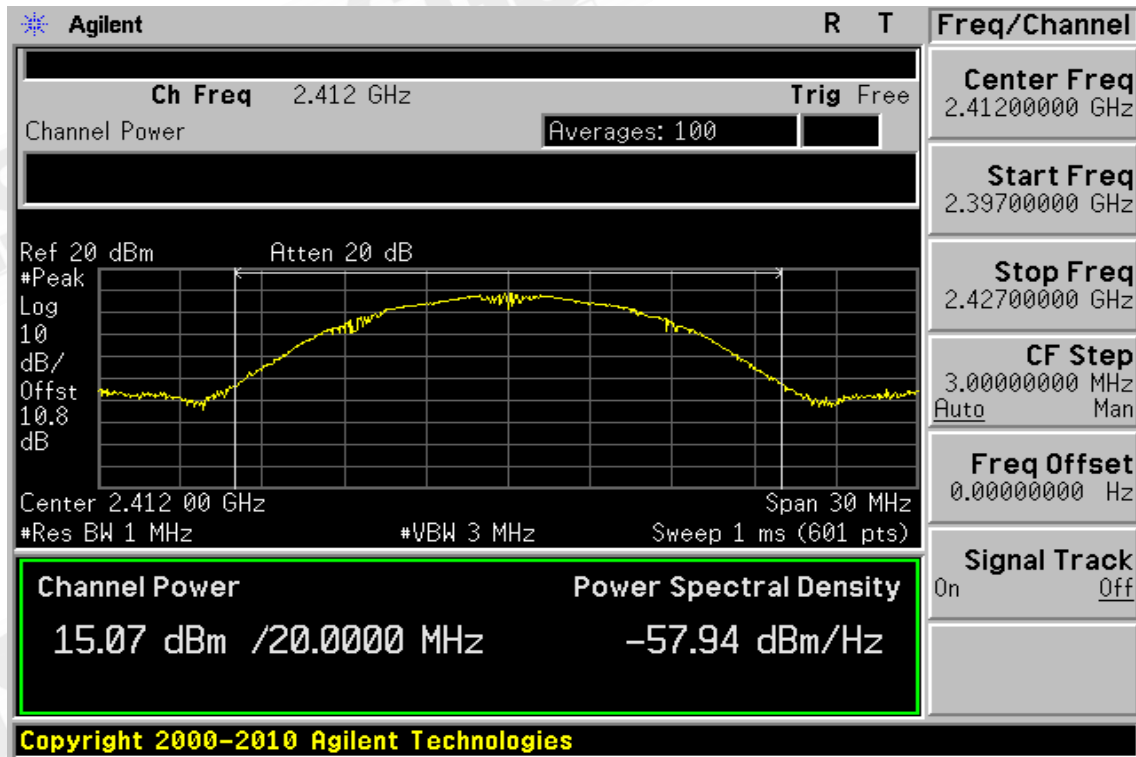 Agilent R T Freq/Channel
Ch Freq 2.412 GHz Trig Free
Channel Power Averages: 100
Ref 20 dBm Atten 20 dB
#Peak
Log
10
dB/
Offst
10.8
dB
Center 2.412 00 GHz Span 30 MHz
#Res BW 1 MHz #VBW 3 MHz Sweep 1 ms (601 pts)
Channel Power Power Spectral Density
15.07 dBm /20.0000 MHz -57.94 dBm/Hz
Center Freq
2.41200000 GHz
Start Freq
2.39700000 GHz
Stop Freq
2.42700000 GHz
CF Step
3.00000000 MHz
Auto Man
Freq Offset
0.00000000 Hz
Signal Track
On Off
Copyright 2000-2010 Agilent Technologies